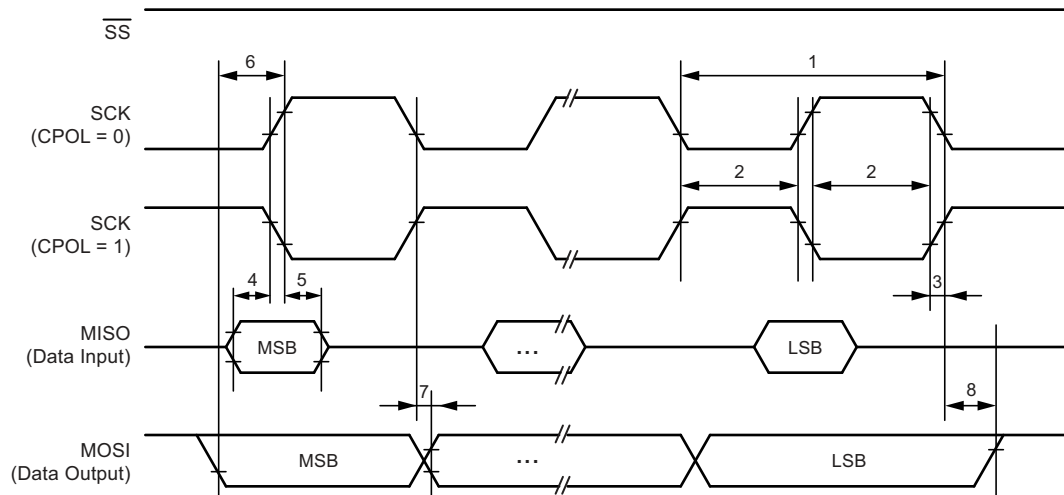 SS
6
1
SCK
(CPOL = 0)
2
2
SCK
(CPOL = 1)
4
5
3
MISO
(Data Input)
MSB
...
LSB
7
8
MOSI
(Data Output)
MSB
...
LSB